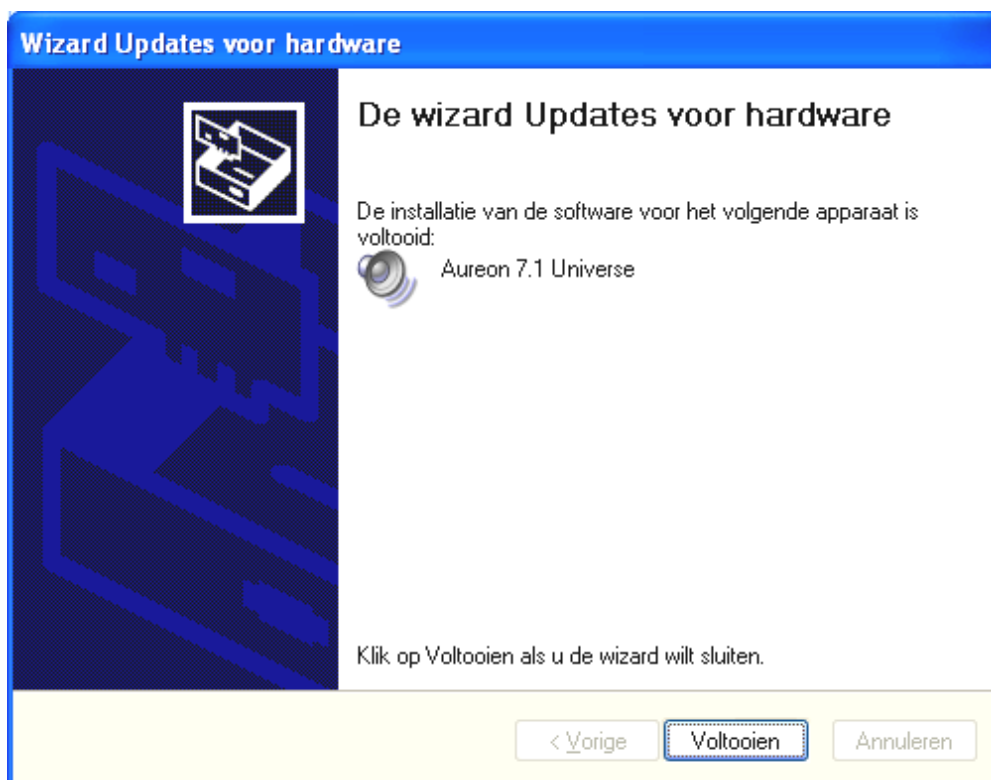 Wizard Updates voor hardware
De wizard Updates voor hardware
De installatie van de software voor het volgende apparaat is
voltooid:
Aureon 7.1 Universe
Klik op Voltooien als u de wizard wilt sluiten.
< Vorige Voltooien Annuleren